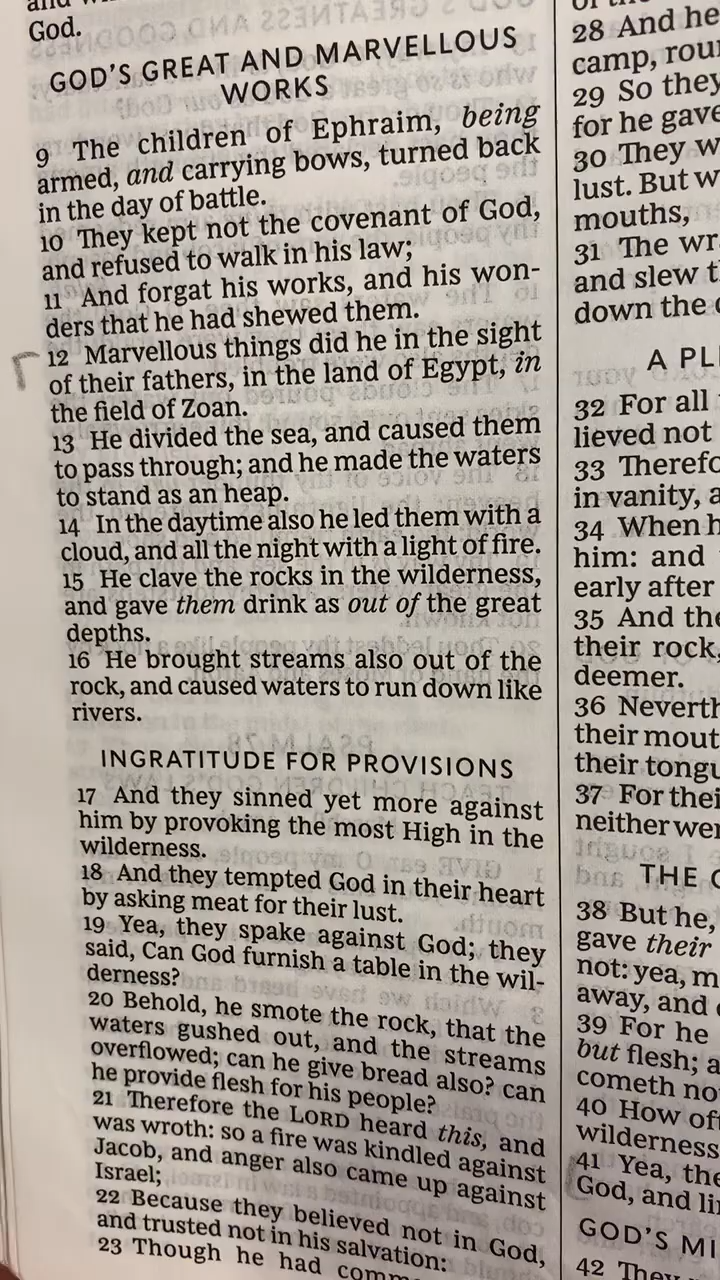 God.
GOD'S GREAT AND MARVELLOUS
WORKS
9 The children of Ephraim, being
armed, and carrying bows, turned back
in the day of battle.
10 They kept not the covenant of God,
and refused to walk in his law;
11 And forgat his works, and his won-
ders that he had shewed them.
12 Marvellous things did he in the sight
of their fathers, in the land of Egypt, in
the field of Zoan.
13 He divided the sea, and caused them
to pass through; and he made the waters
to stand as an heap.
14 In the daytime also he led them with a
cloud, and all the night with a light of fire.
15 He clave the rocks in the wilderness,
and gave them drink as out of the great
depths.
16 He brought streams also out of the
rock, and caused waters to run down like
rivers.
INGRATITUDE FOR PROVISIONS
17 And they sinned yet more against
him by provoking the most High in the
wilderness.
18 And they tempted God in their heart
by asking meat for their lust.
19 Yea, they spake against God; they
said, Can God furnish a table in the wil-
derness?
20 Behold, he smote the rock, that the
waters gushed out, and the streams
overflowed; can he give bread also? can
he provide flesh for his people?
21 Therefore the LORD heard this, and
was wroth: so a fire was kindled against
Jacob, and anger also came up against
Israel;
22 Because they believed not in God,
and trusted not in his salvation:
23 Though he had
28 And he
camp,
29 So they
for he gave
30 They
lust. But
mouths,
31 The
and slew
down the
A
32 For all
lieved not
33
in vanity,
34 When
him: and
early after
35 And
their rock,
deemer.
36
their
their
37 For
neither
THE
38 But he,
gave their
not: yea,
away, and
39 For he
but flesh;
cometh
40 How
wilderness
41 Yea,
God, and
GOD'S
42